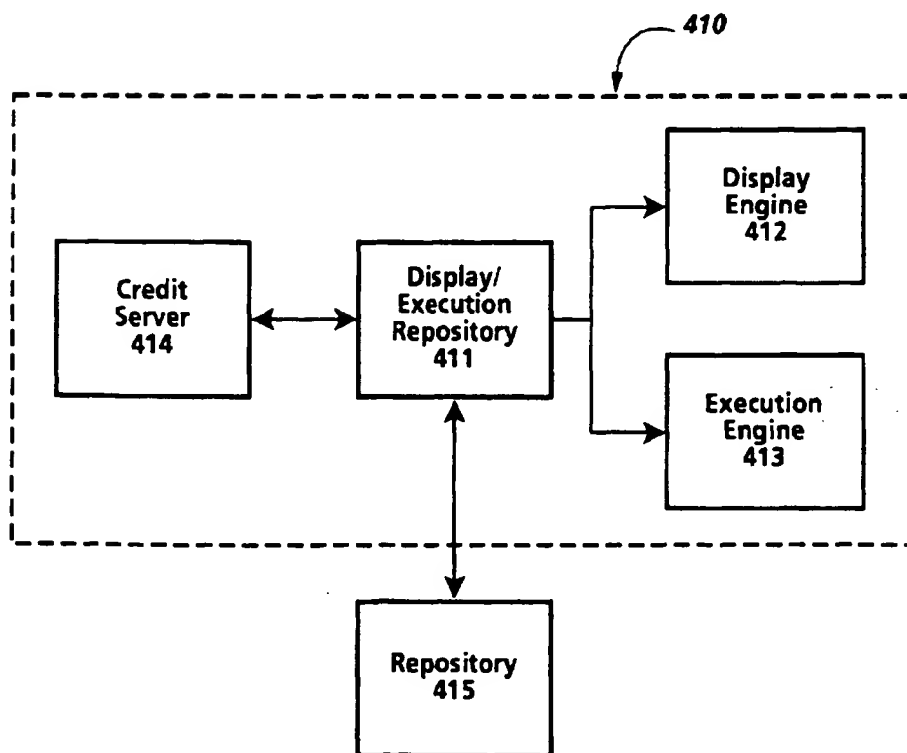 410
Display
Engine
412
Credit
Server
414
Display/
Execution
Repository
411
Execution
Engine
413
Repository
415